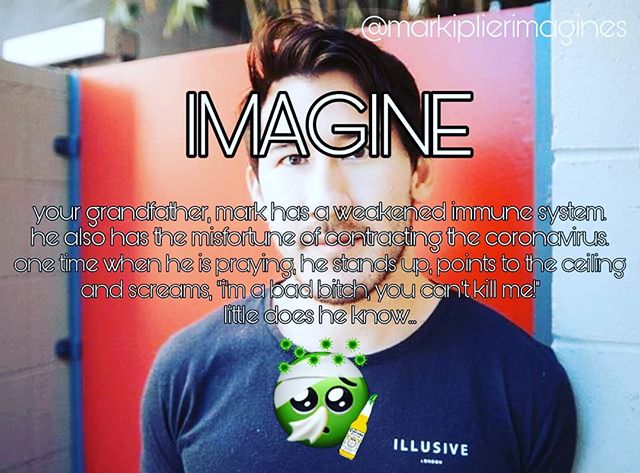 @markiplierimagines
IMAGINE
your grandfather, mark has a weakened immune system.
he also has the misfortune of contracting the coronavirus.
one time when he is praying, he stands up, points to the ceiling
and screams, "i'm a bad bitch, you can't kill me!"
little does he know...
ILLUSIVE
LONDON